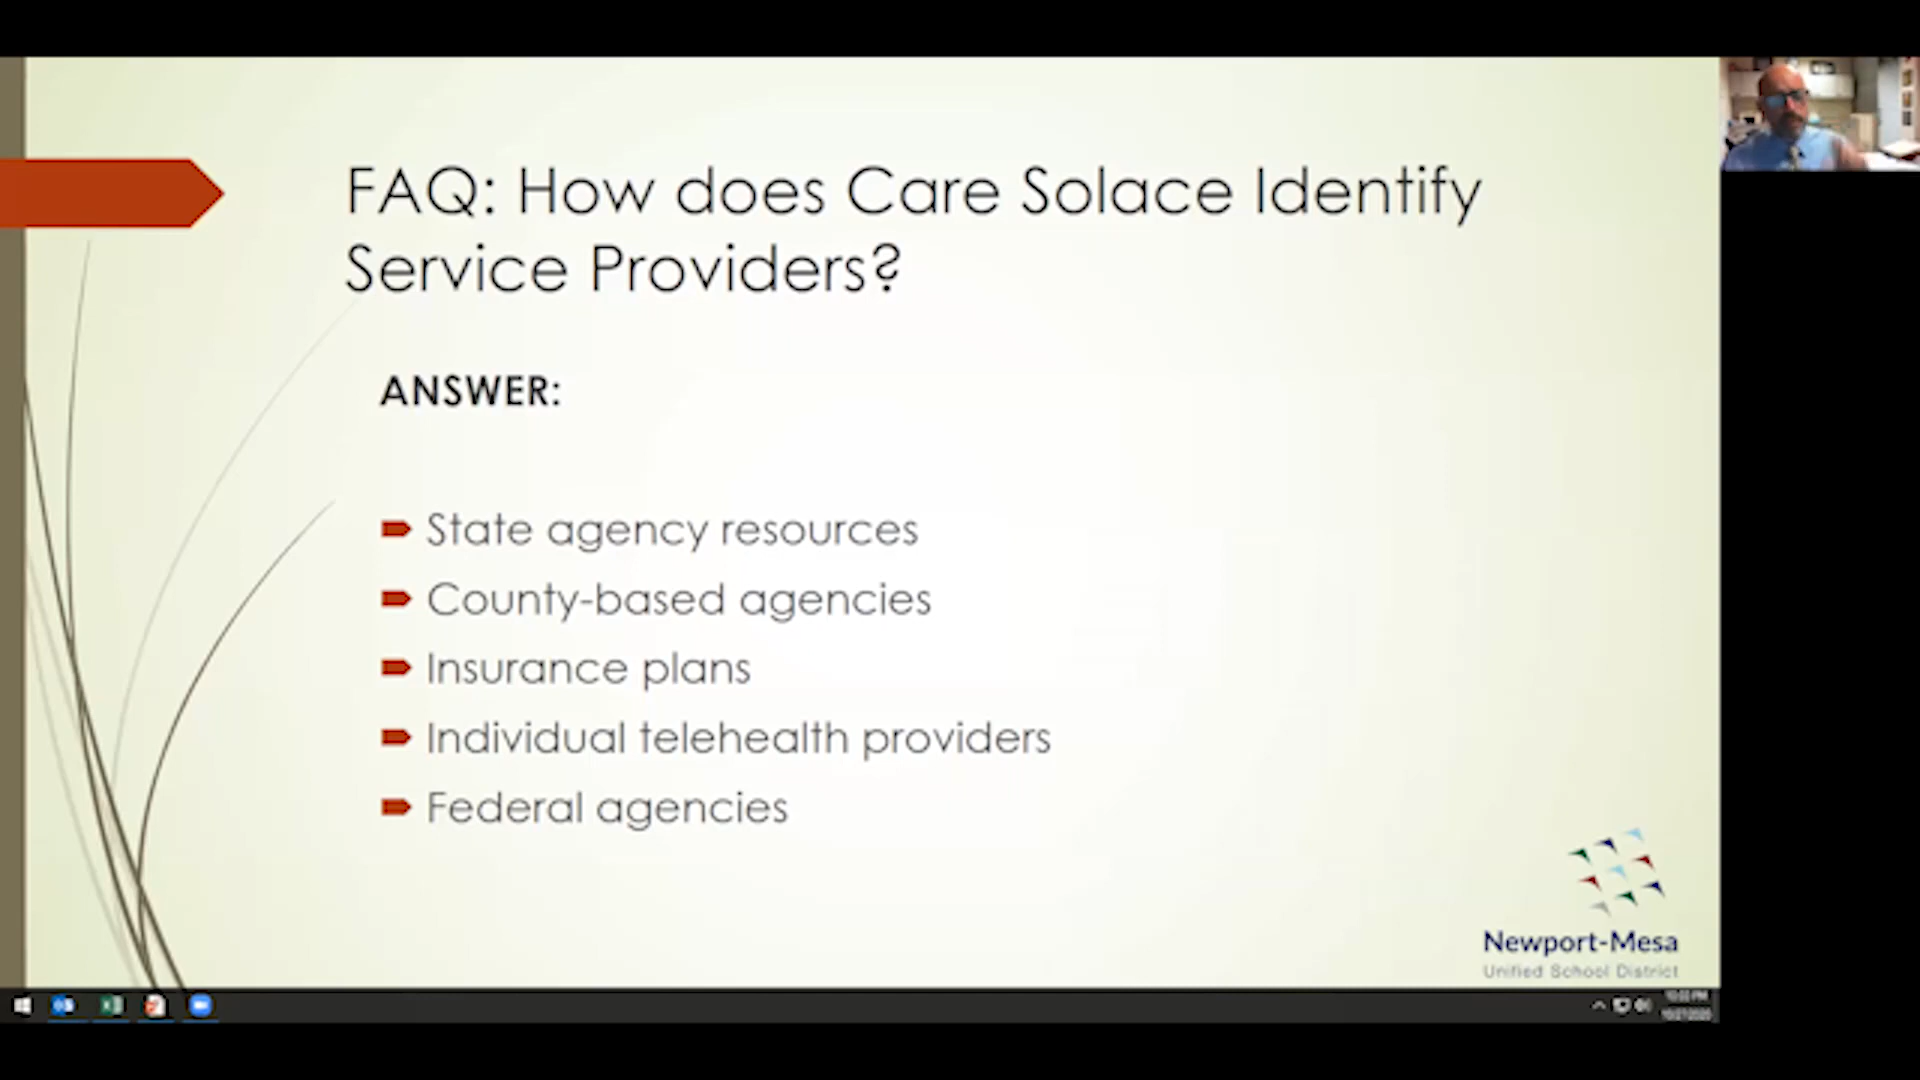 FAQ: How does Care Solace Identify
Service Providers?
ANSWER:
State agency resources
County-based agencies
Insurance plans
Individual telehealth providers
Federal agencies
Newport-Mesa
Unified School District